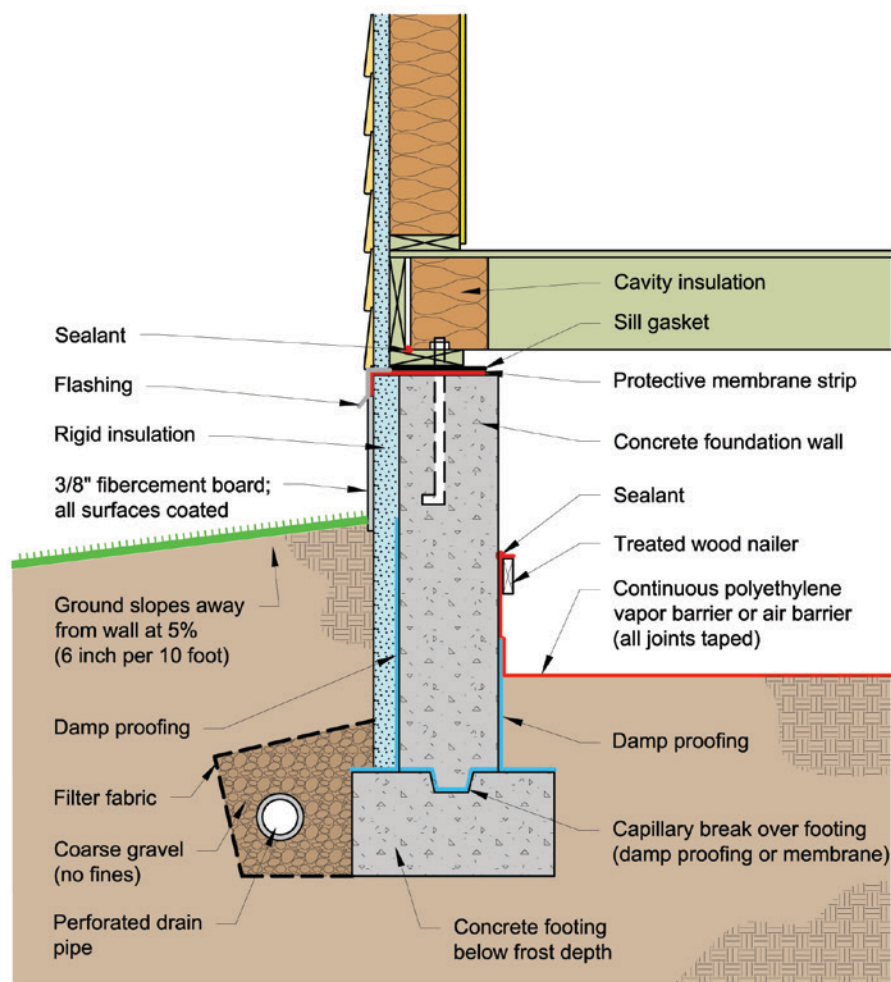 Cavity insulation
Sealant
Sill gasket
Flashing
Protective membrane strip
Rigid insulation
Concrete foundation wall
3/8" fibercement board;
all surfaces coated
Sealant
Treated wood nailer
Ground slopes away
from wall at 5%
(6 inch per 10 foot)
Continuous polyethylene
vapor barrier or air barrier
(all joints taped)
Damp proofing
Damp proofing
Filter fabric
Coarse gravel
(no fines)
Capillary break over footing
(damp proofing or membrane)
Perforated drain
pipe
Concrete footing
below frost depth